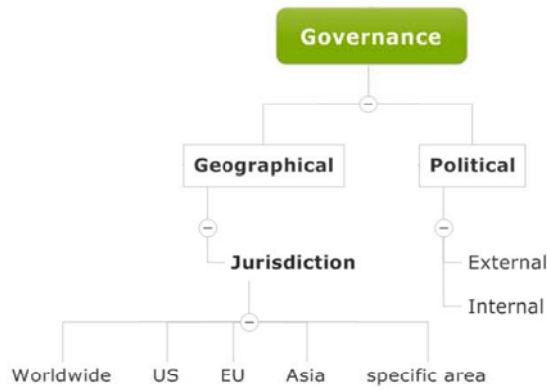 Governance
Geographical
Political
Jurisdiction
External
Internal
Worldwide US EU Asia specific area